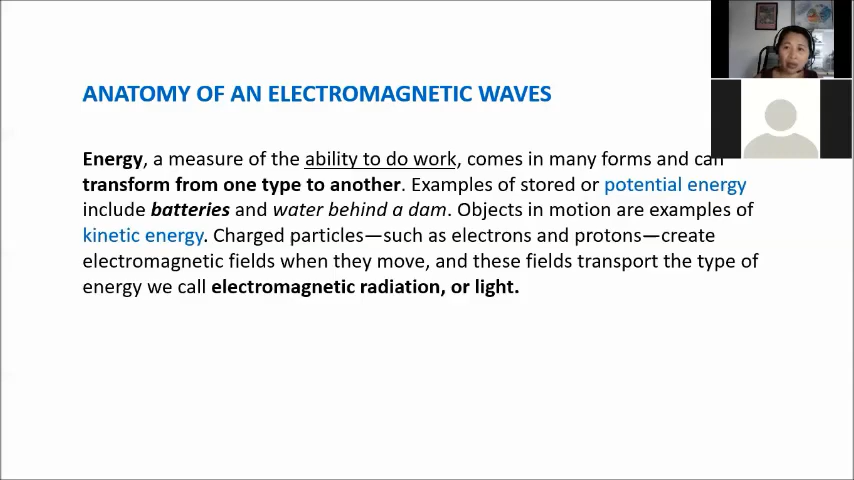 ANATOMY OF AN ELECTROMAGNETIC WAVES
Energy, a measure of the ability to do work, comes in many forms and can
transform from one type to another. Examples of stored or potential energy
include batteries and water behind a dam. Objects in motion are examples of
kinetic energy. Charged particles—such as electrons and protons—create
electromagnetic fields when they move, and these fields transport the type of
energy we call electromagnetic radiation, or light.